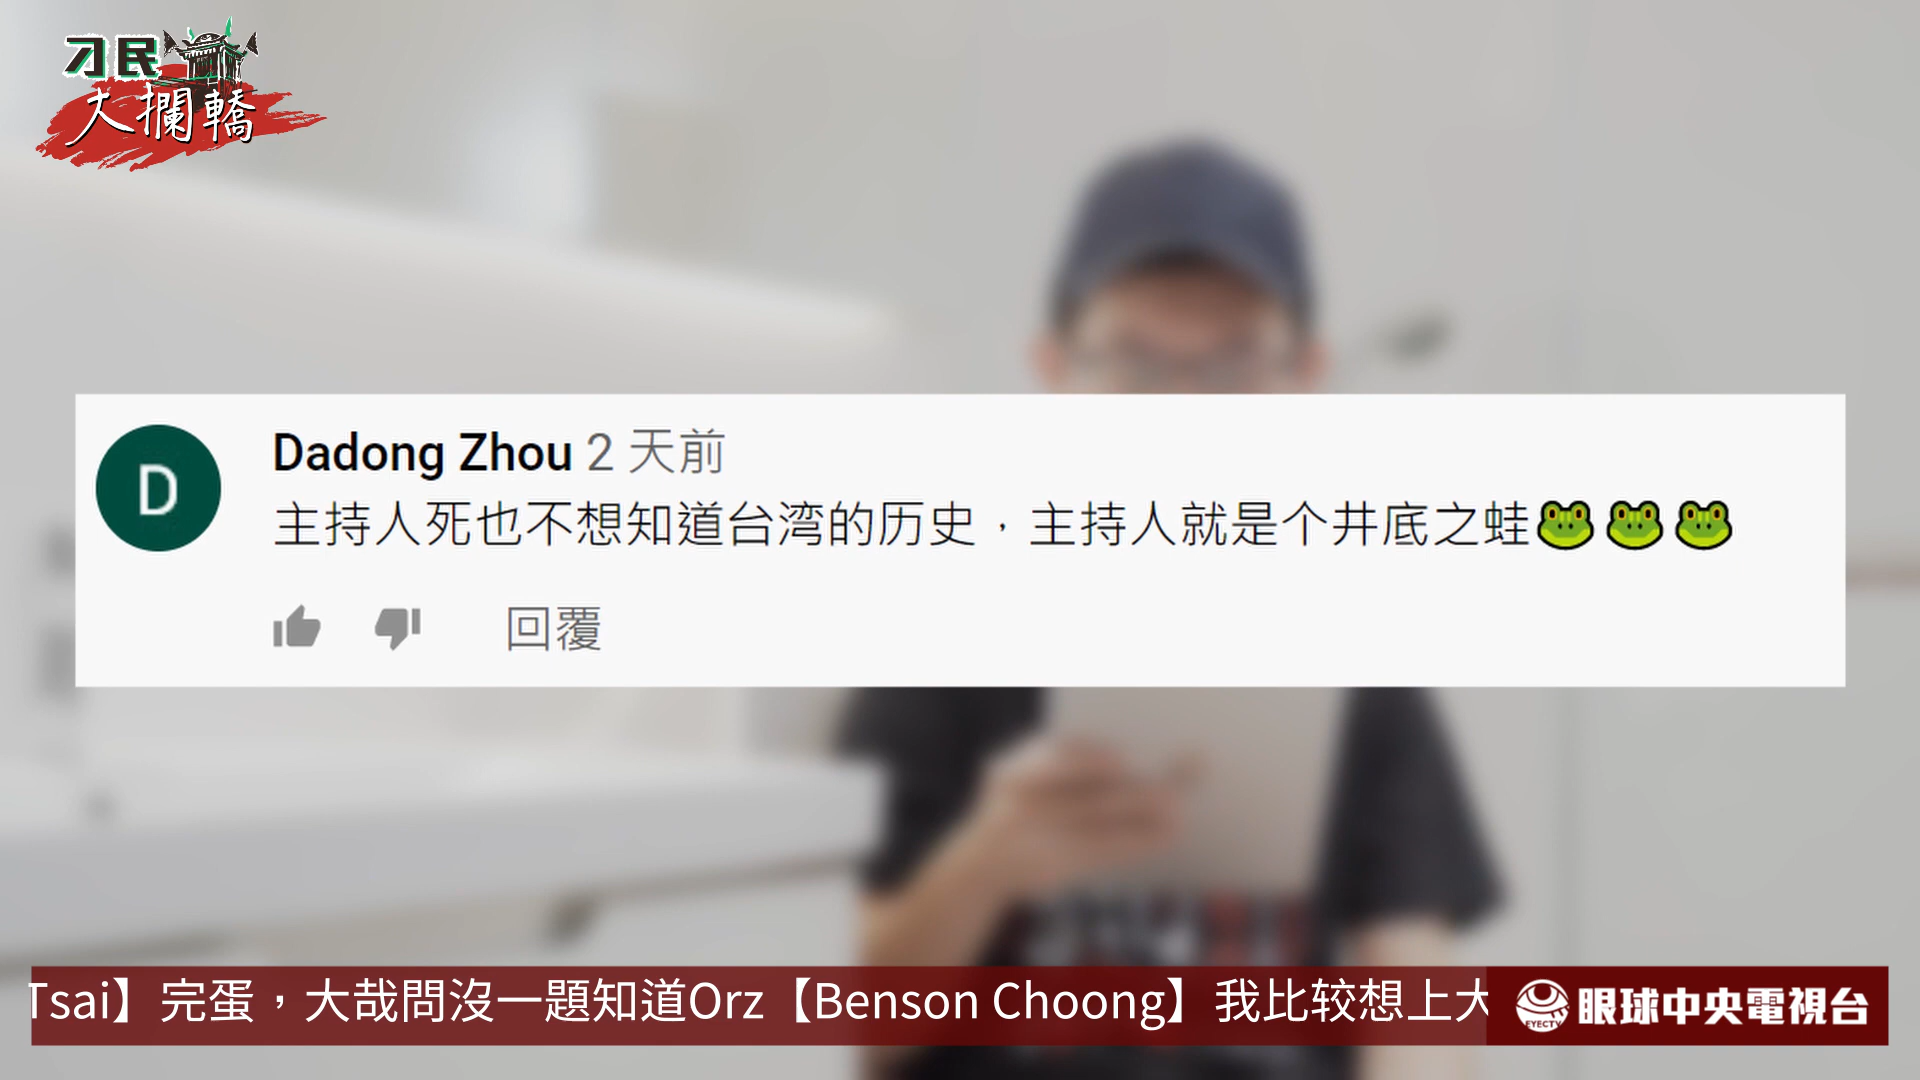 刁民
大攔轎
D
Dadong Zhou 2 天前
主持人死也不想知道台湾的历史，主持人就是个井底之蛙🐸🐸🐸
回覆
Tsai】完蛋，大哉問沒一題知道Orz【Benson Choong】我比较想上大
EYECTV
眼球中央電視台